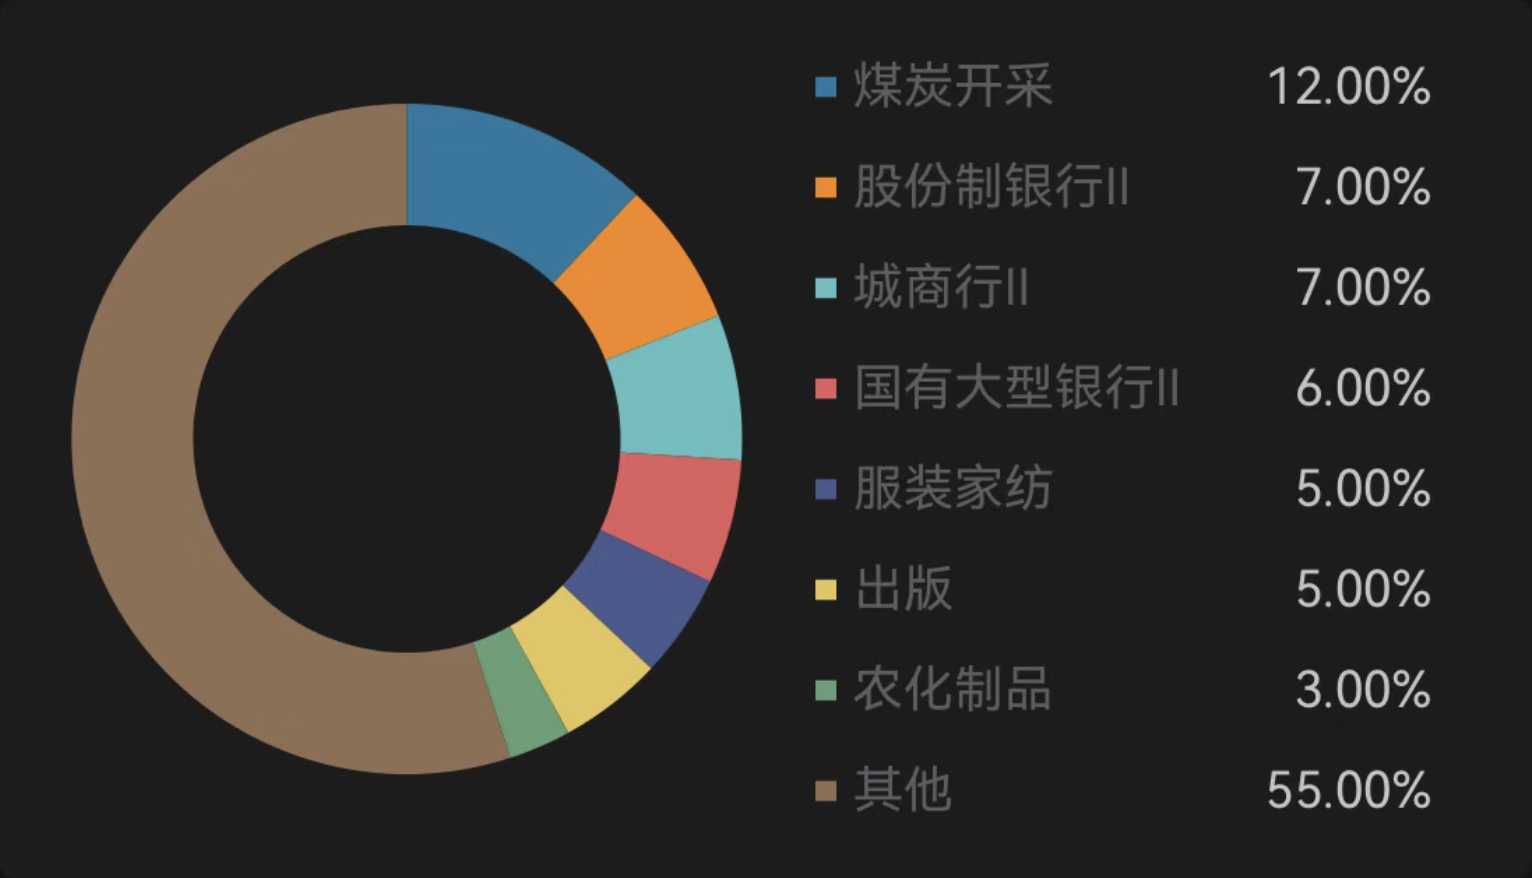 煤炭开采 12.00%
股份制银行II 7.00%
城商行II 7.00%
国有大型银行II 6.00%
服装家纺 5.00%
出版 5.00%
农化制品 3.00%
其他 55.00%